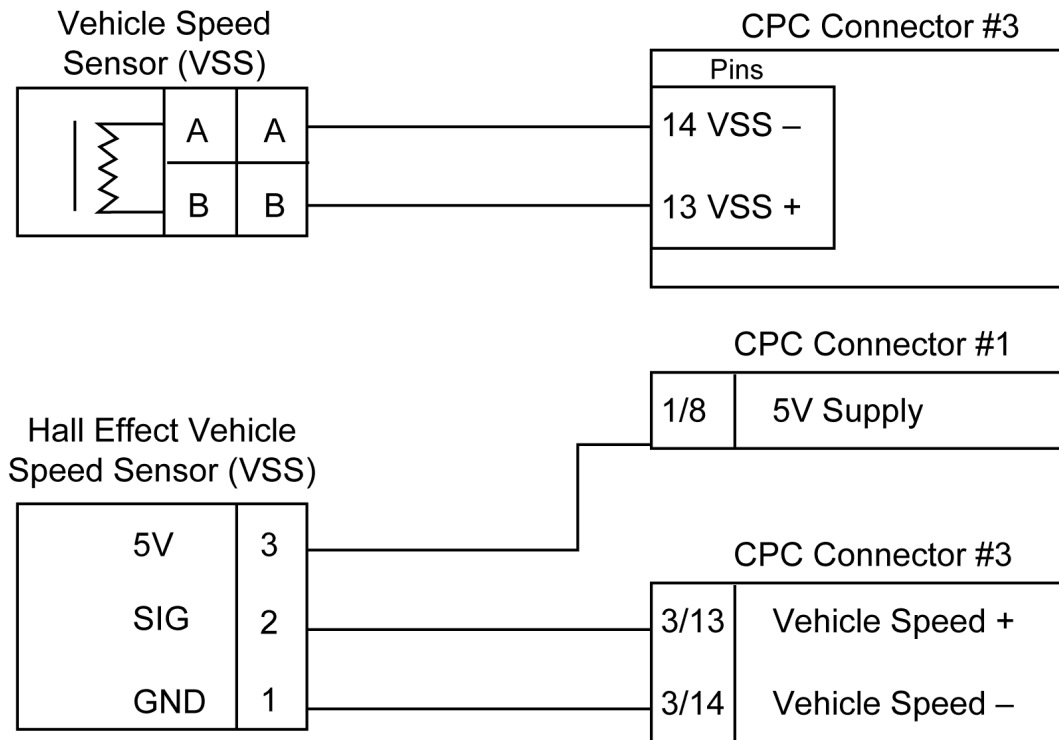 Vehicle Speed
Sensor (VSS)
CPC Connector #3
Pins
A A 14 VSS –
B B 13 VSS +
CPC Connector #1
1/8 5V Supply
Hall Effect Vehicle
Speed Sensor (VSS)
5V 3
CPC Connector #3
SIG 2 3/13 Vehicle Speed +
GND 1 3/14 Vehicle Speed –